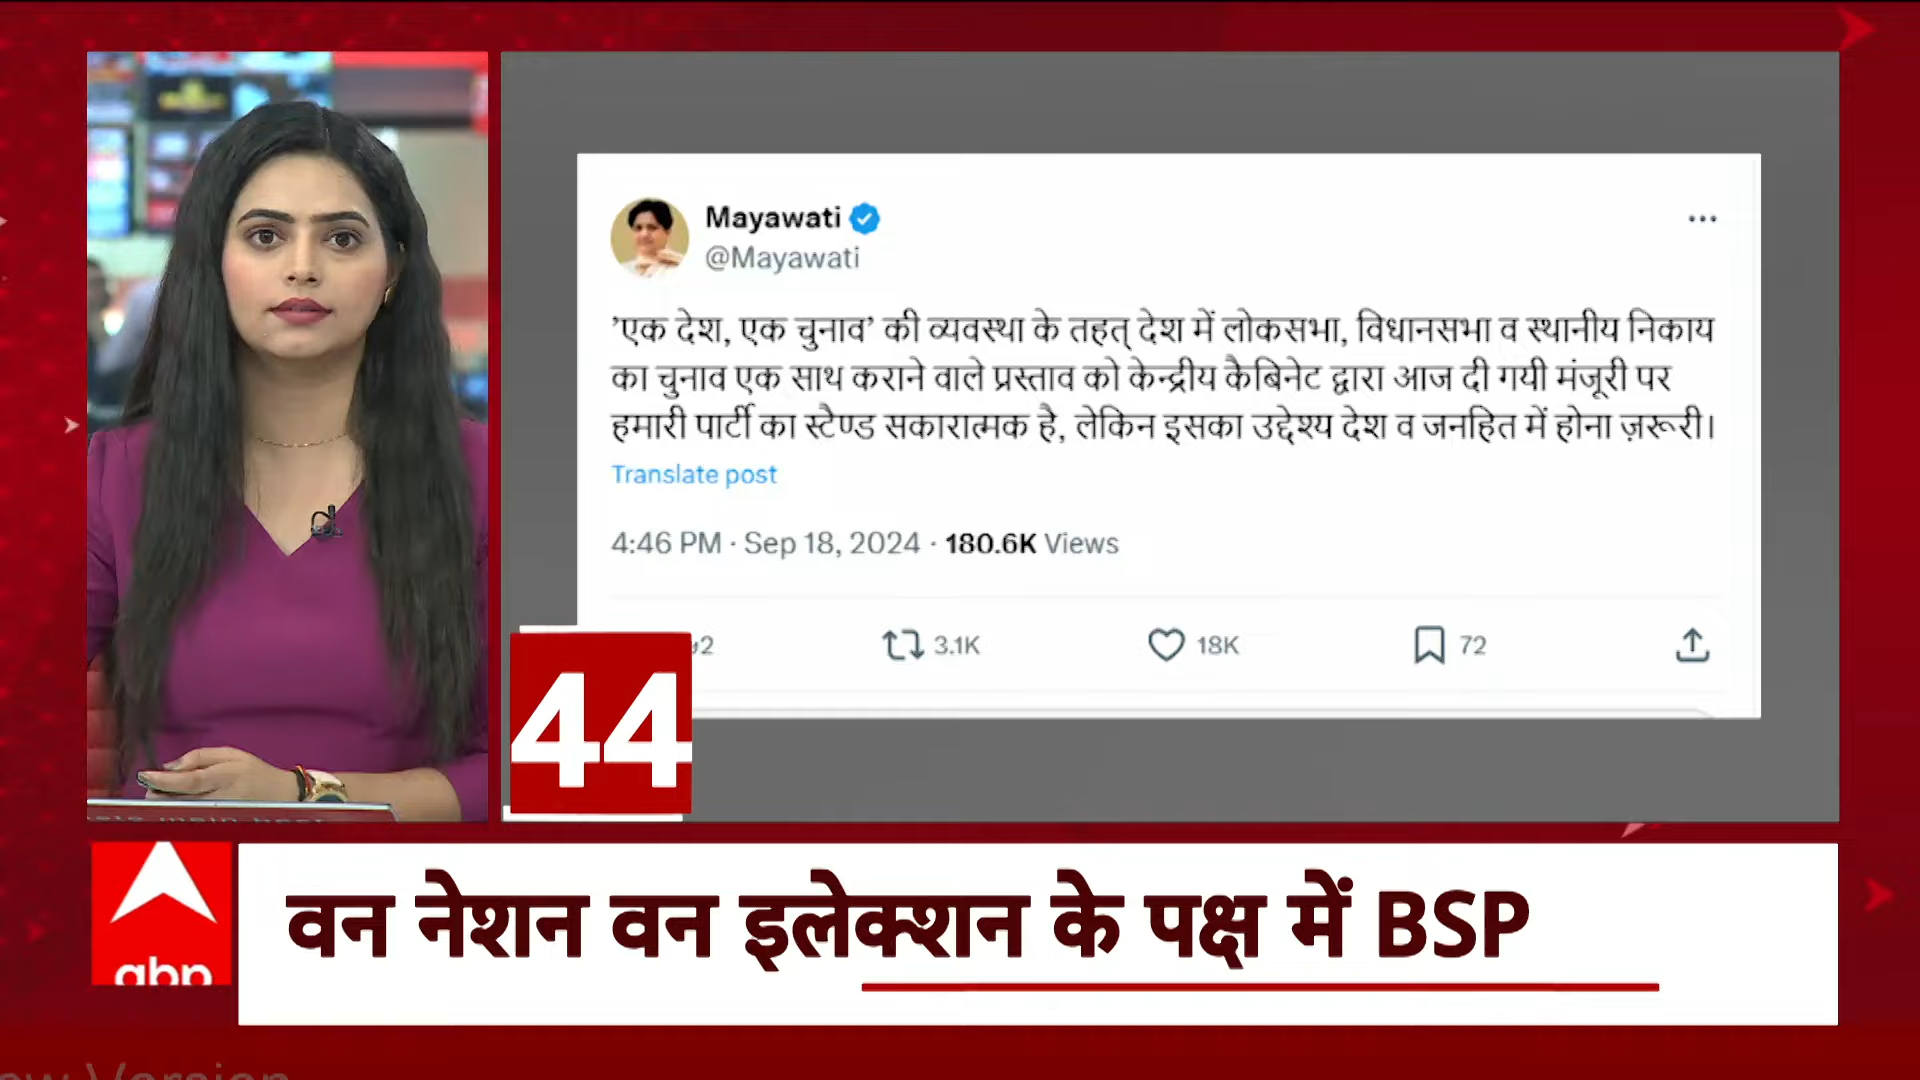 Mayawati
@Mayawati
'एक देश, एक चुनाव' की व्यवस्था के तहत् देश में लोकसभा, विधानसभा व स्थानीय निकाय
का चुनाव एक साथ कराने वाले प्रस्ताव को केन्द्रीय कैबिनेट द्वारा आज दी गयी मंजूरी पर
हमारी पार्टी का स्टैण्ड सकारात्मक है, लेकिन इसका उद्देश्य देश व जनहित में होना ज़रूरी।
Translate post
4:46 PM · Sep 18, 2024 · 180.6K Views
3.1K 18K 72
44
abp
वन नेशन वन इलेक्शन के पक्ष में BSP